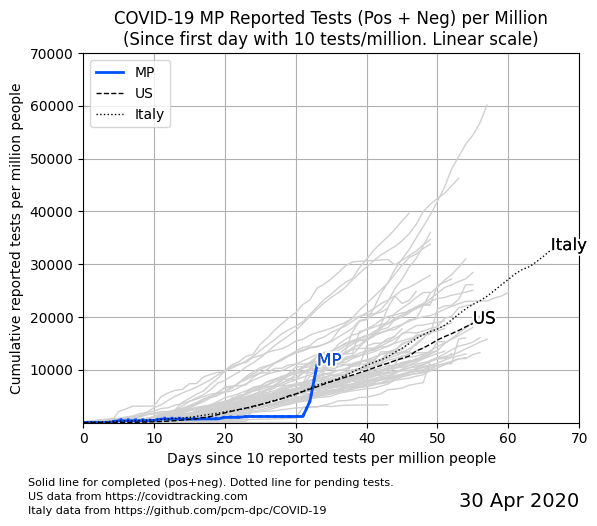 COVID-19 MP Reported Tests (Pos + Neg) per Million
(Since first day with 10 tests/million. Linear scale)
Cumulative reported tests per million people
70000
60000
50000
40000
30000
20000
10000
MP
US
Italy
Italy
US
MP
0 10 20 30 40 50 60 70
Days since 10 reported tests per million people
Solid line for completed (pos+neg). Dotted line for pending tests.
US data from https://covidtracking.com
Italy data from https://github.com/pcm-dpc/COVID-19
30 Apr 2020